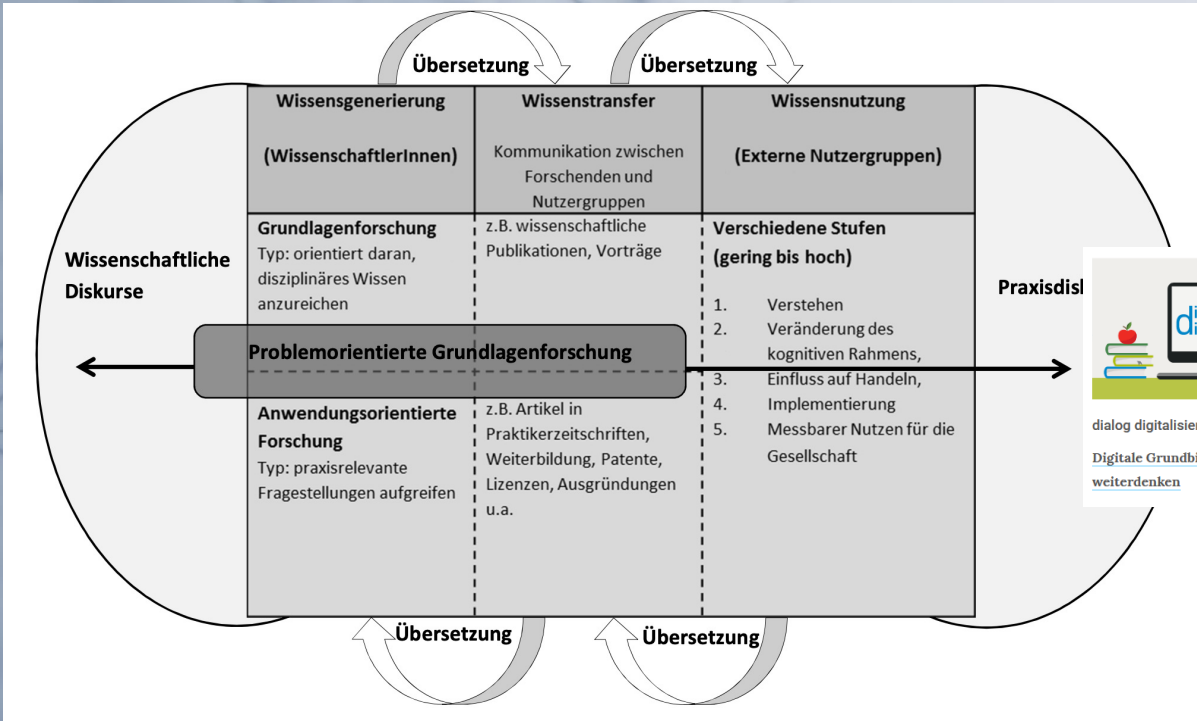 Übersetzung
Übersetzung
Wissensgenerierung
(WissenschaftlerInnen)
Wissenstransfer
Kommunikation zwischen
Forschenden und
Nutzergruppen
Wissensnutzung
(Externe Nutzergruppen)
Wissenschaftliche
Diskurse
Grundlagenforschung
Typ: orientiert daran,
disziplinäres Wissen
anzureichen
z.B. wissenschaftliche
Publikationen, Vorträge
Problemorientierte Grundlagenforschung
Anwendungsorientierte
Forschung
Typ: praxisrelevante
Fragestellungen aufgreifen
z.B. Artikel in
Praktikerzeitschriften,
Weiterbildung, Patente,
Lizenzen, Ausgründungen
u.a.
Verschiedene Stufen
(gering bis hoch)
1. Verstehen
2. Veränderung des
kognitiven Rahmens,
3. Einfluss auf Handeln,
4. Implementierung
5. Messbarer Nutzen für die
Gesellschaft
dialog
Digitale
weiterdenken
Übersetzung
Übersetzung